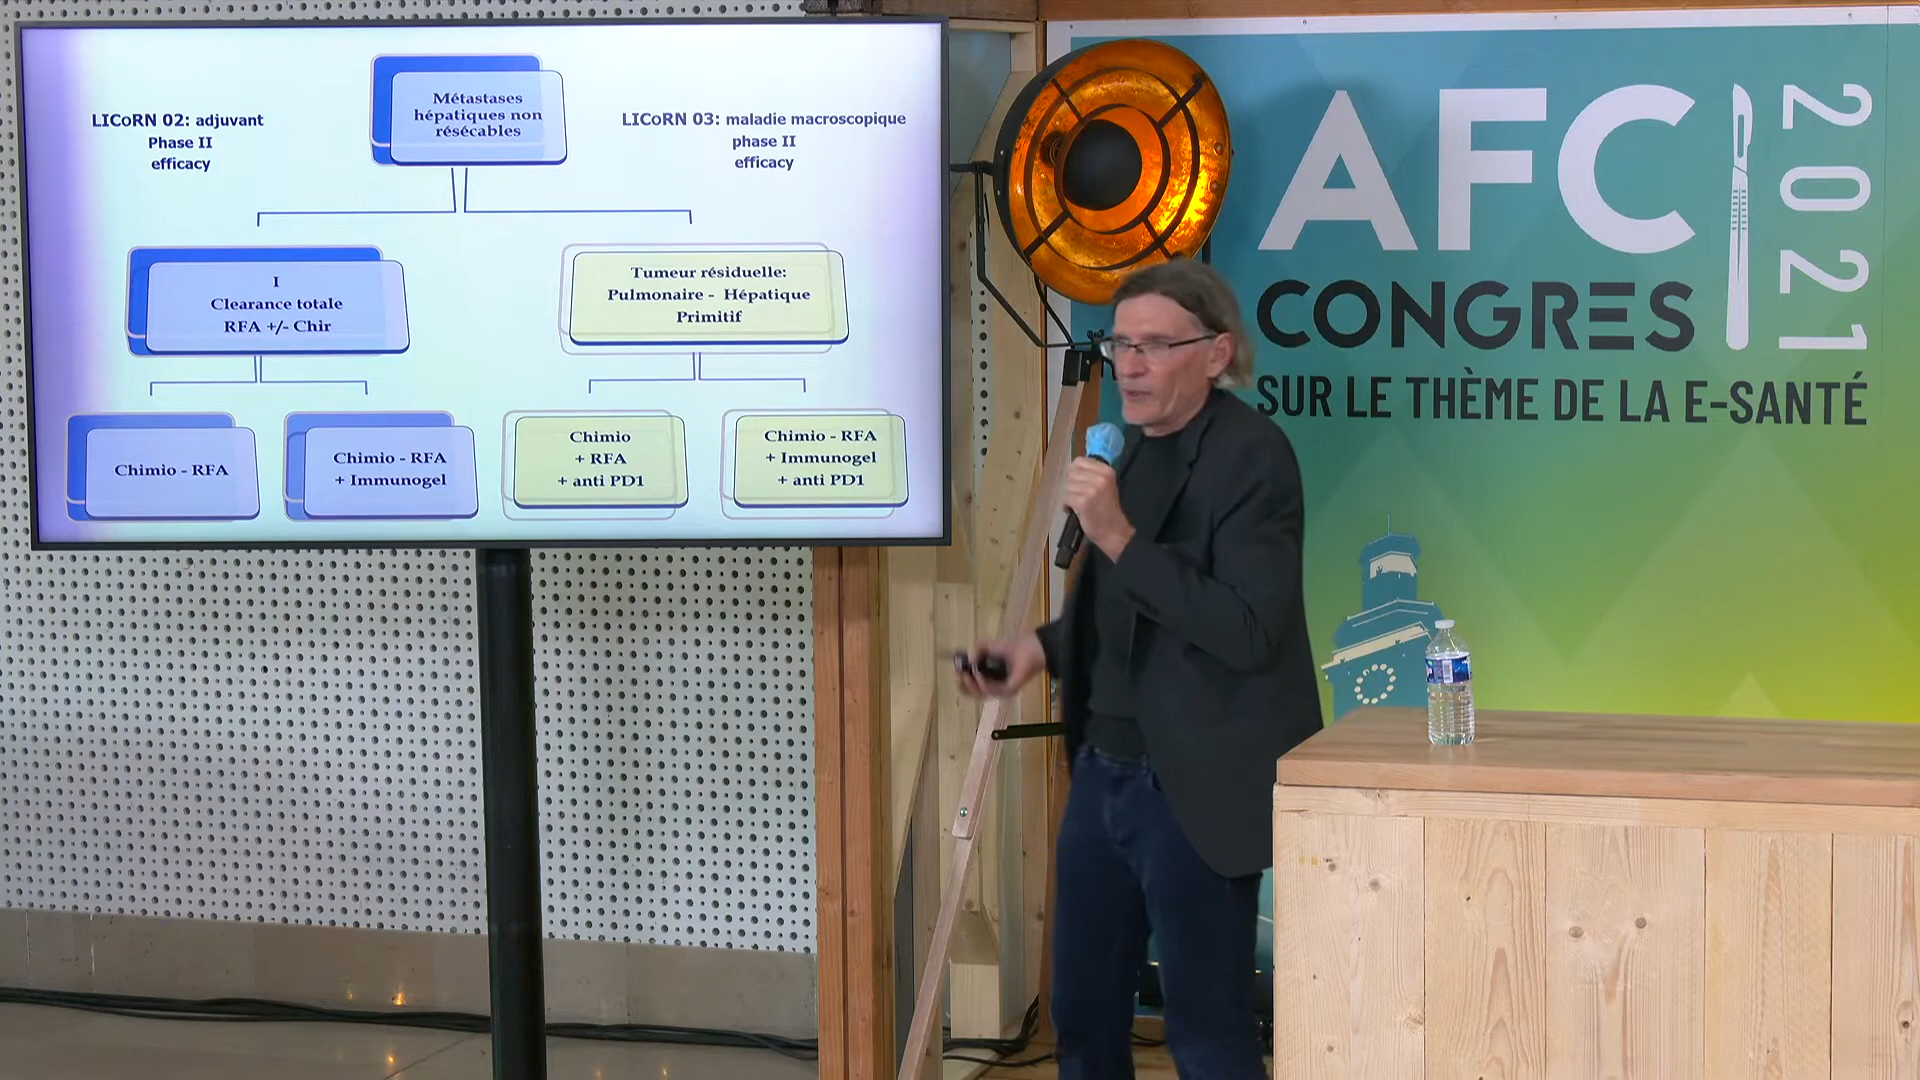 Métastases
hépatiques non
résécables
LICoRN 02: adjuvant
Phase II
efficacy
LICoRN 03: maladie macroscopique
phase II
efficacy
I
Clearance totale
RFA +/- Chir
Tumeur résiduelle:
Pulmonaire - Hépatique
Primitif
Chimio - RFA
Chimio - RFA
+ Immunogel
Chimio
+ RFA
+ anti PD1
Chimio - RFA
+ Immunogel
+ anti PD1
AFC
2021
CONGRES
SUR LE THÈME DE LA E-SANTÉ